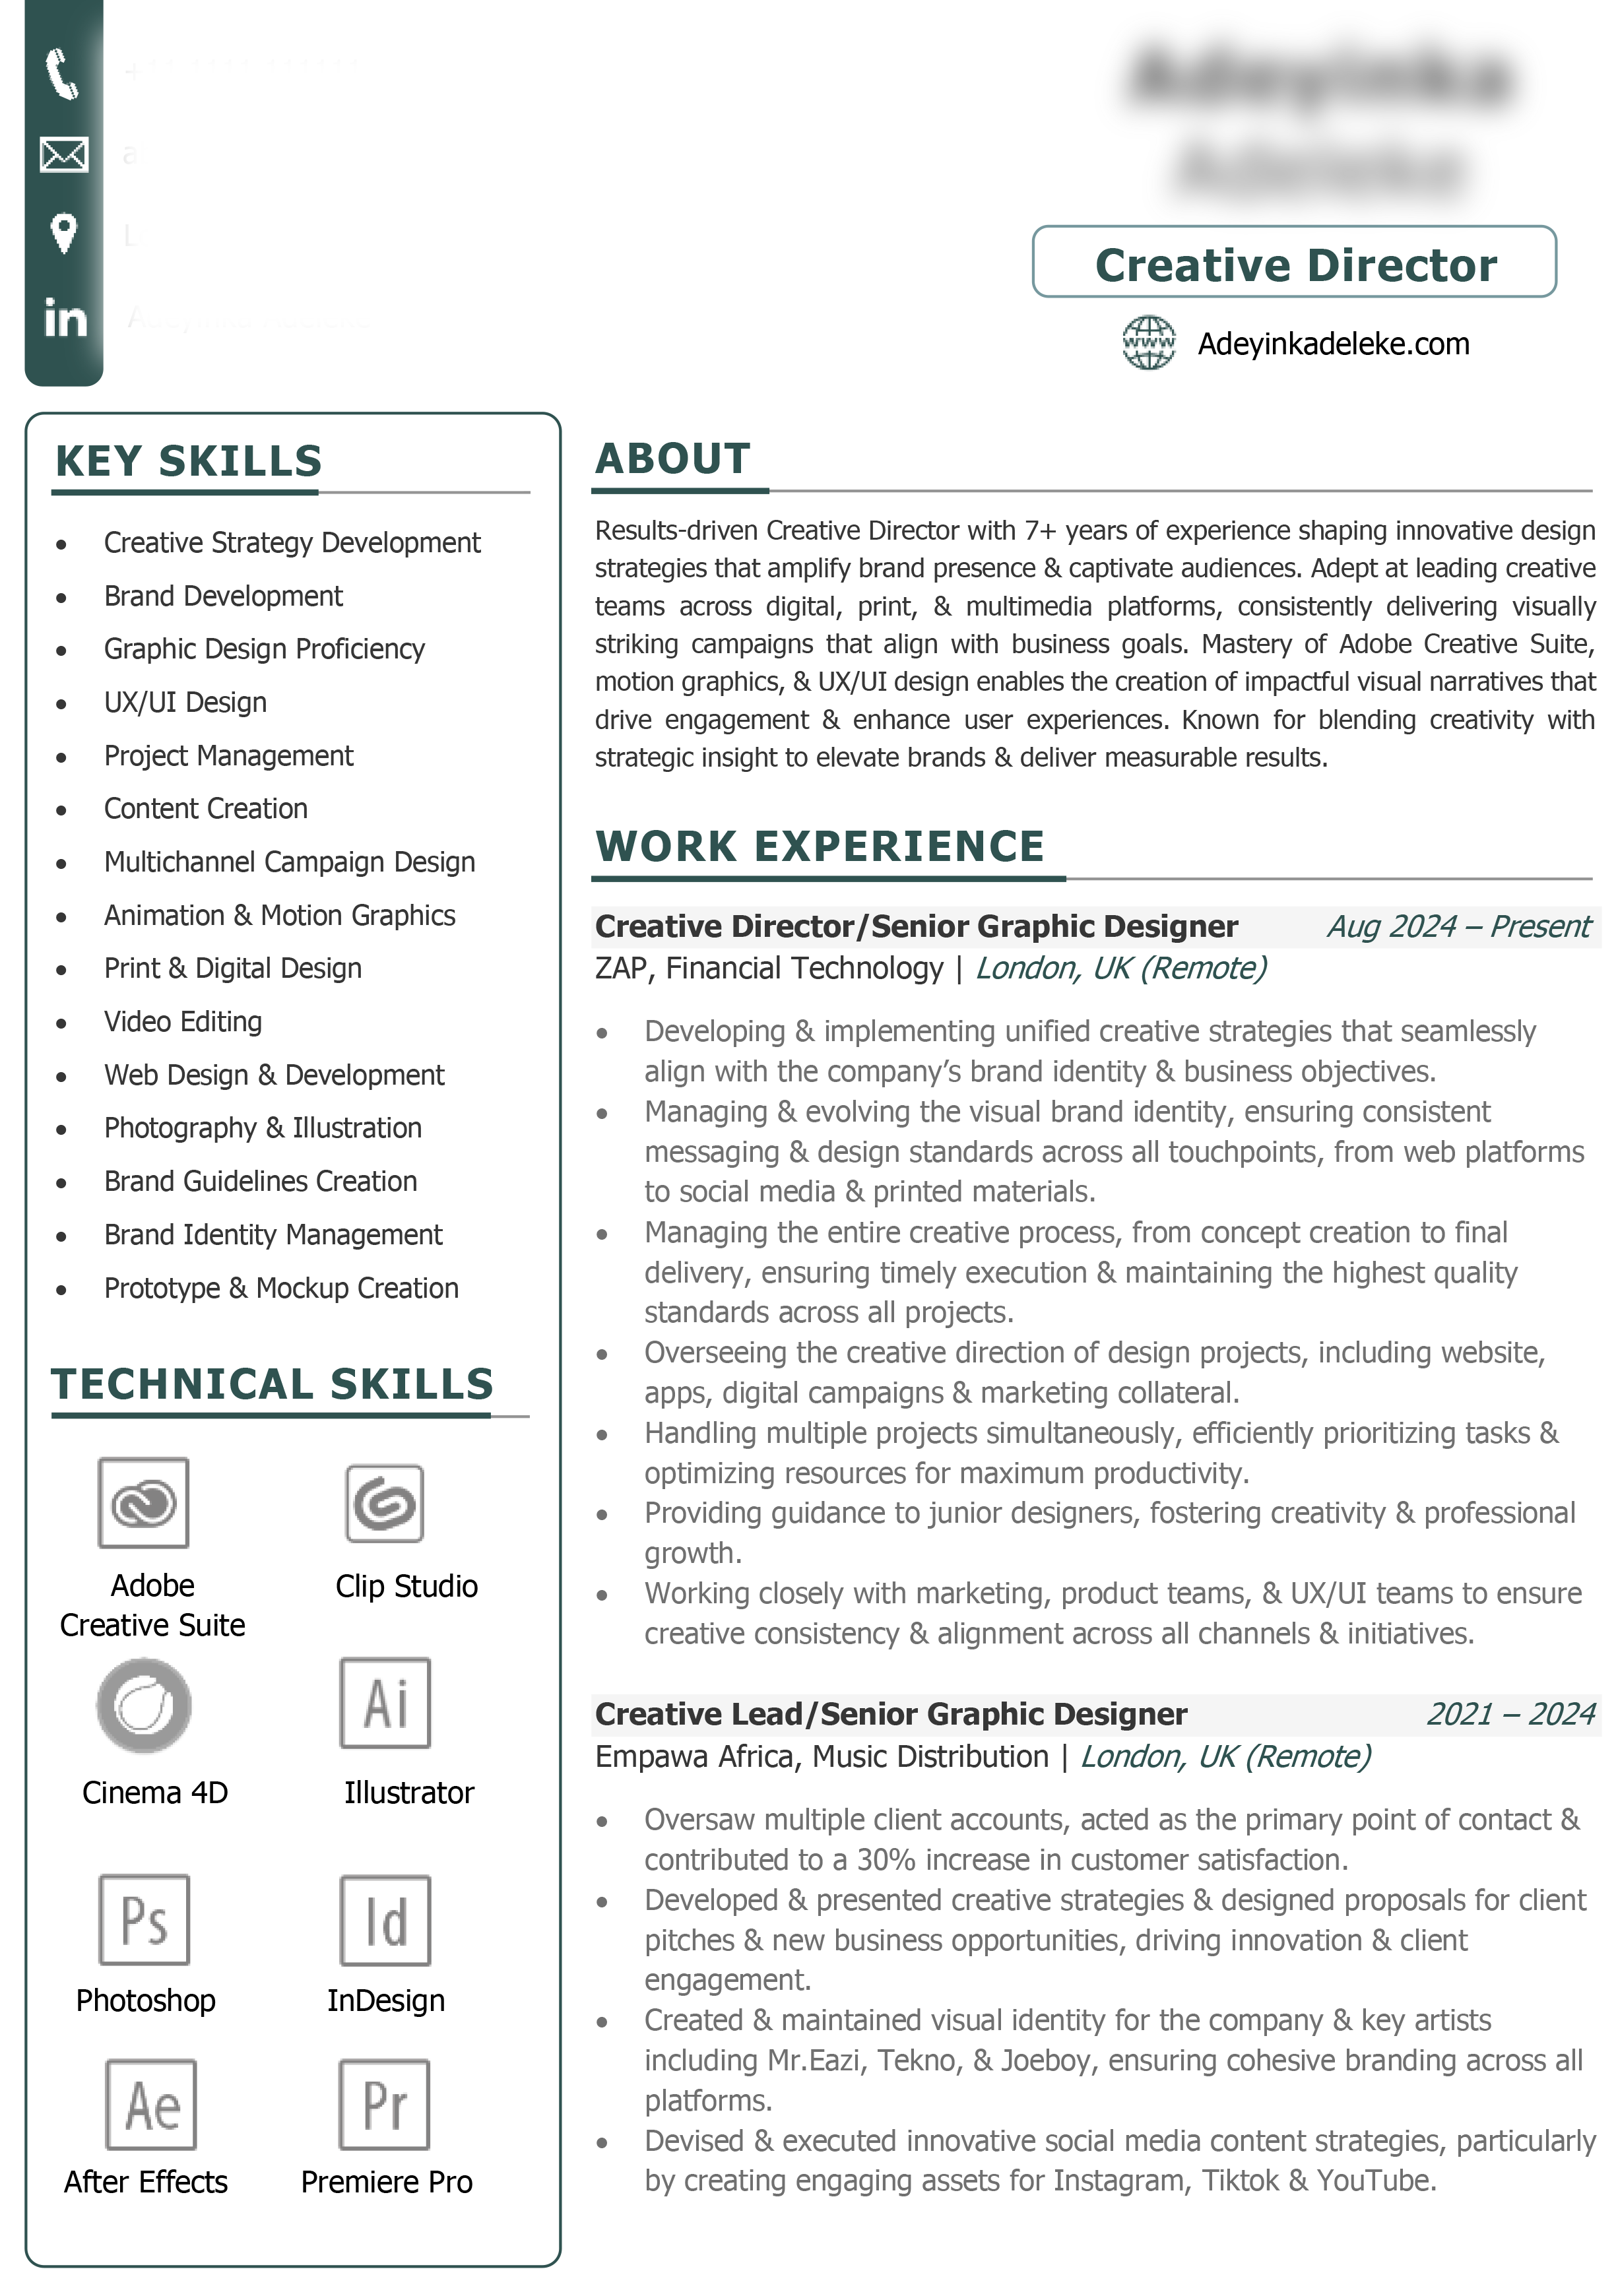 Adeyinka
Adeleke
Creative Director
www
Adeyinkadeleke.com
in
KEY SKILLS
• Creative Strategy Development
• Brand Development
• Graphic Design Proficiency
• UX/UI Design
• Project Management
• Content Creation
• Multichannel Campaign Design
• Animation & Motion Graphics
• Print & Digital Design
• Video Editing
• Web Design & Development
• Photography & Illustration
• Brand Guidelines Creation
• Brand Identity Management
• Prototype & Mockup Creation
TECHNICAL SKILLS
Adobe
Creative Suite
Clip Studio
Ai
Cinema 4D
Illustrator
Ps
Id
Photoshop
InDesign
Ae
Pr
After Effects
Premiere Pro
ABOUT
Results-driven Creative Director with 7+ years of experience shaping innovative design
strategies that amplify brand presence & captivate audiences. Adept at leading creative
teams across digital, print, & multimedia platforms, consistently delivering visually
striking campaigns that align with business goals. Mastery of Adobe Creative Suite,
motion graphics, & UX/UI design enables the creation of impactful visual narratives that
drive engagement & enhance user experiences. Known for blending creativity with
strategic insight to elevate brands & deliver measurable results.
WORK EXPERIENCE
Creative Director/Senior Graphic Designer Aug 2024 – Present
ZAP, Financial Technology | London, UK (Remote)
• Developing & implementing unified creative strategies that seamlessly
align with the company’s brand identity & business objectives.
• Managing & evolving the visual brand identity, ensuring consistent
messaging & design standards across all touchpoints, from web platforms
to social media & printed materials.
• Managing the entire creative process, from concept creation to final
delivery, ensuring timely execution & maintaining the highest quality
standards across all projects.
• Overseeing the creative direction of design projects, including website,
apps, digital campaigns & marketing collateral.
• Handling multiple projects simultaneously, efficiently prioritizing tasks &
optimizing resources for maximum productivity.
• Providing guidance to junior designers, fostering creativity & professional
growth.
• Working closely with marketing, product teams, & UX/UI teams to ensure
creative consistency & alignment across all channels & initiatives.
Creative Lead/Senior Graphic Designer 2021 – 2024
Empawa Africa, Music Distribution | London, UK (Remote)
• Oversaw multiple client accounts, acted as the primary point of contact &
contributed to a 30% increase in customer satisfaction.
• Developed & presented creative strategies & designed proposals for client
pitches & new business opportunities, driving innovation & client
engagement.
• Created & maintained visual identity for the company & key artists
including Mr.Eazi, Tekno, & Joeboy, ensuring cohesive branding across all
platforms.
• Devised & executed innovative social media content strategies, particularly
by creating engaging assets for Instagram, Tiktok & YouTube.